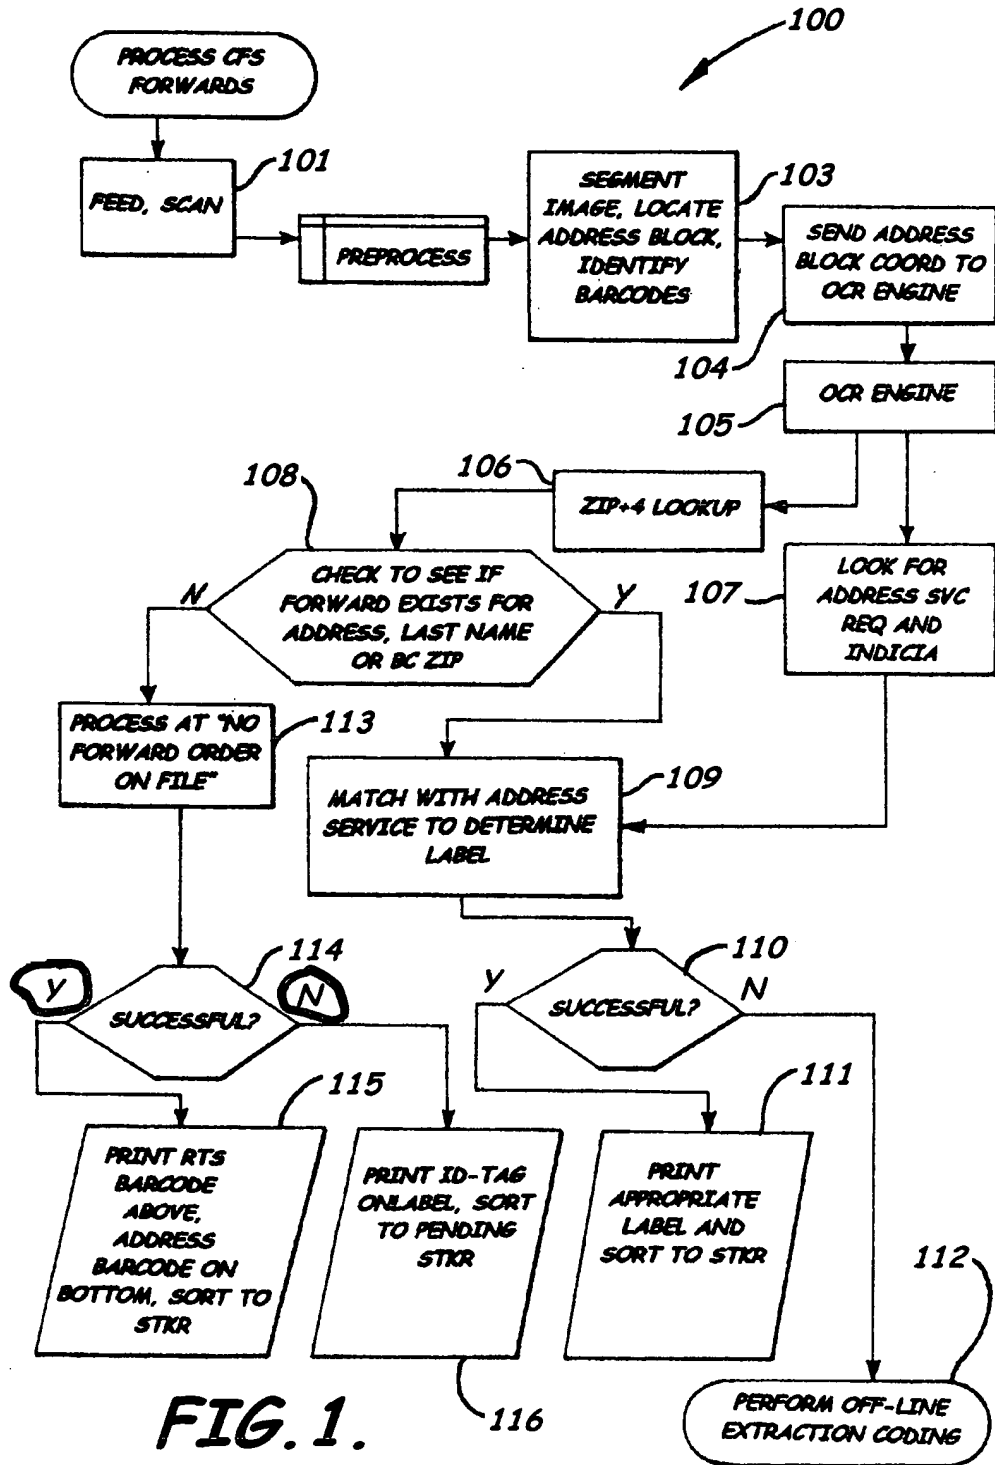 100
PROCESS CFS
FORWARDS
101
FEED, SCAN
PREPROCESS
SEGMENT
IMAGE, LOCATE
ADDRESS BLOCK,
IDENTIFY
BARCODES
103
SEND ADDRESS
BLOCK COORD TO
OCR ENGINE
104
OCR ENGINE
105
106
ZIP+4 LOOKUP
108
CHECK TO SEE IF
FORWARD EXISTS FOR
ADDRESS, LAST NAME
OR BC ZIP
N
Y
107
LOOK FOR
ADDRESS SVC
REQ AND
INDICIA
PROCESS AT "NO
FORWARD ORDER
ON FILE"
113
MATCH WITH ADDRESS
SERVICE TO DETERMINE
LABEL
109
114
Y
SUCCESSFUL?
N
110
Y
SUCCESSFUL?
N
115
PRINT RTS
BARCODE
ABOVE,
ADDRESS
BARCODE ON
BOTTOM, SORT TO
STKR
PRINT ID-TAG
ONLABEL, SORT
TO PENDING
STKR
116
111
PRINT
APPROPRIATE
LABEL AND
SORT TO STKR
112
PERFORM OFF-LINE
EXTRACTION CODING
FIG. 1.